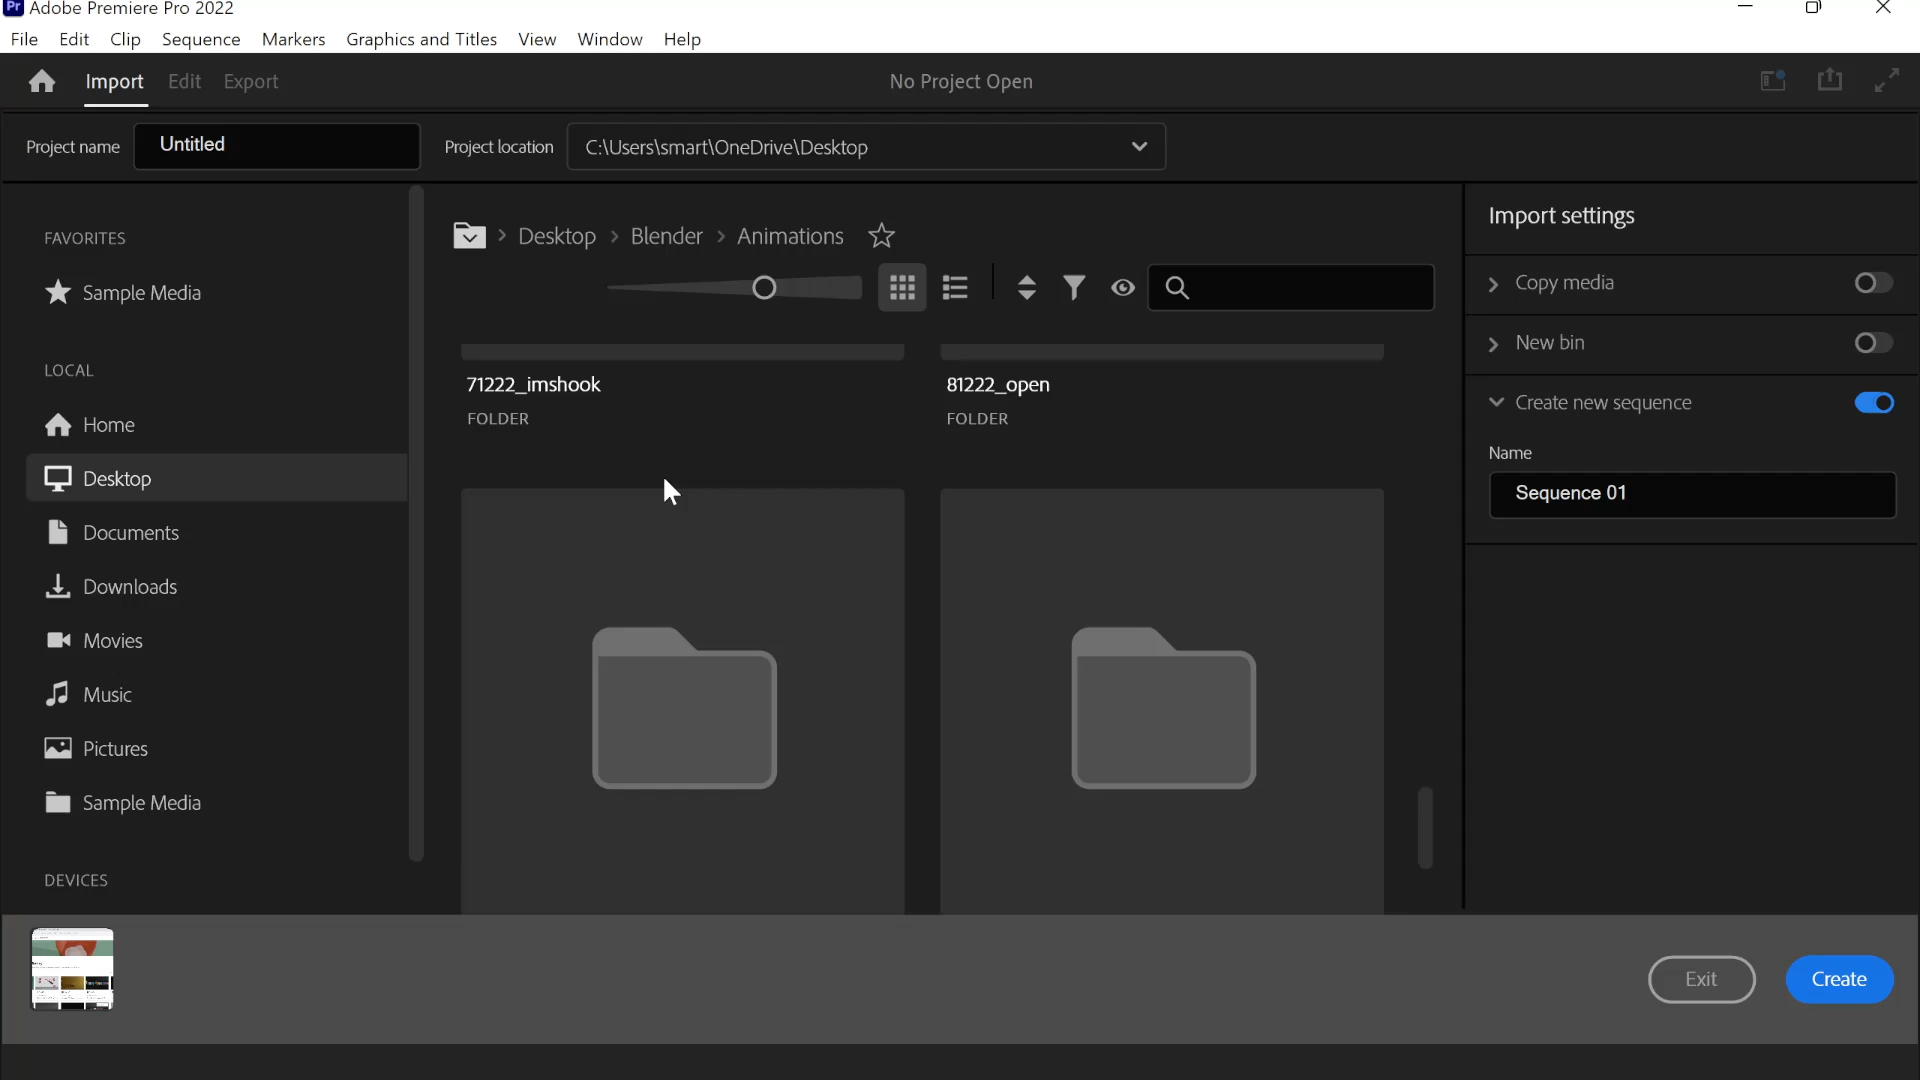 Pr Adobe Premiere Pro 2022
File Edit Clip Sequence Markers Graphics and Titles View Window Help
Import Edit Export No Project Open
Project name Untitled Project location C:\Users\smart\OneDrive\Desktop
FAVORITES
Sample Media
LOCAL
Home
Desktop
Documents
Downloads
Movies
Music
Pictures
Sample Media
DEVICES
Desktop > Blender > Animations
71222_imshook
FOLDER
81222_open
FOLDER
Import settings
Copy media
New bin
Create new sequence
Name
Sequence 01
Exit Create